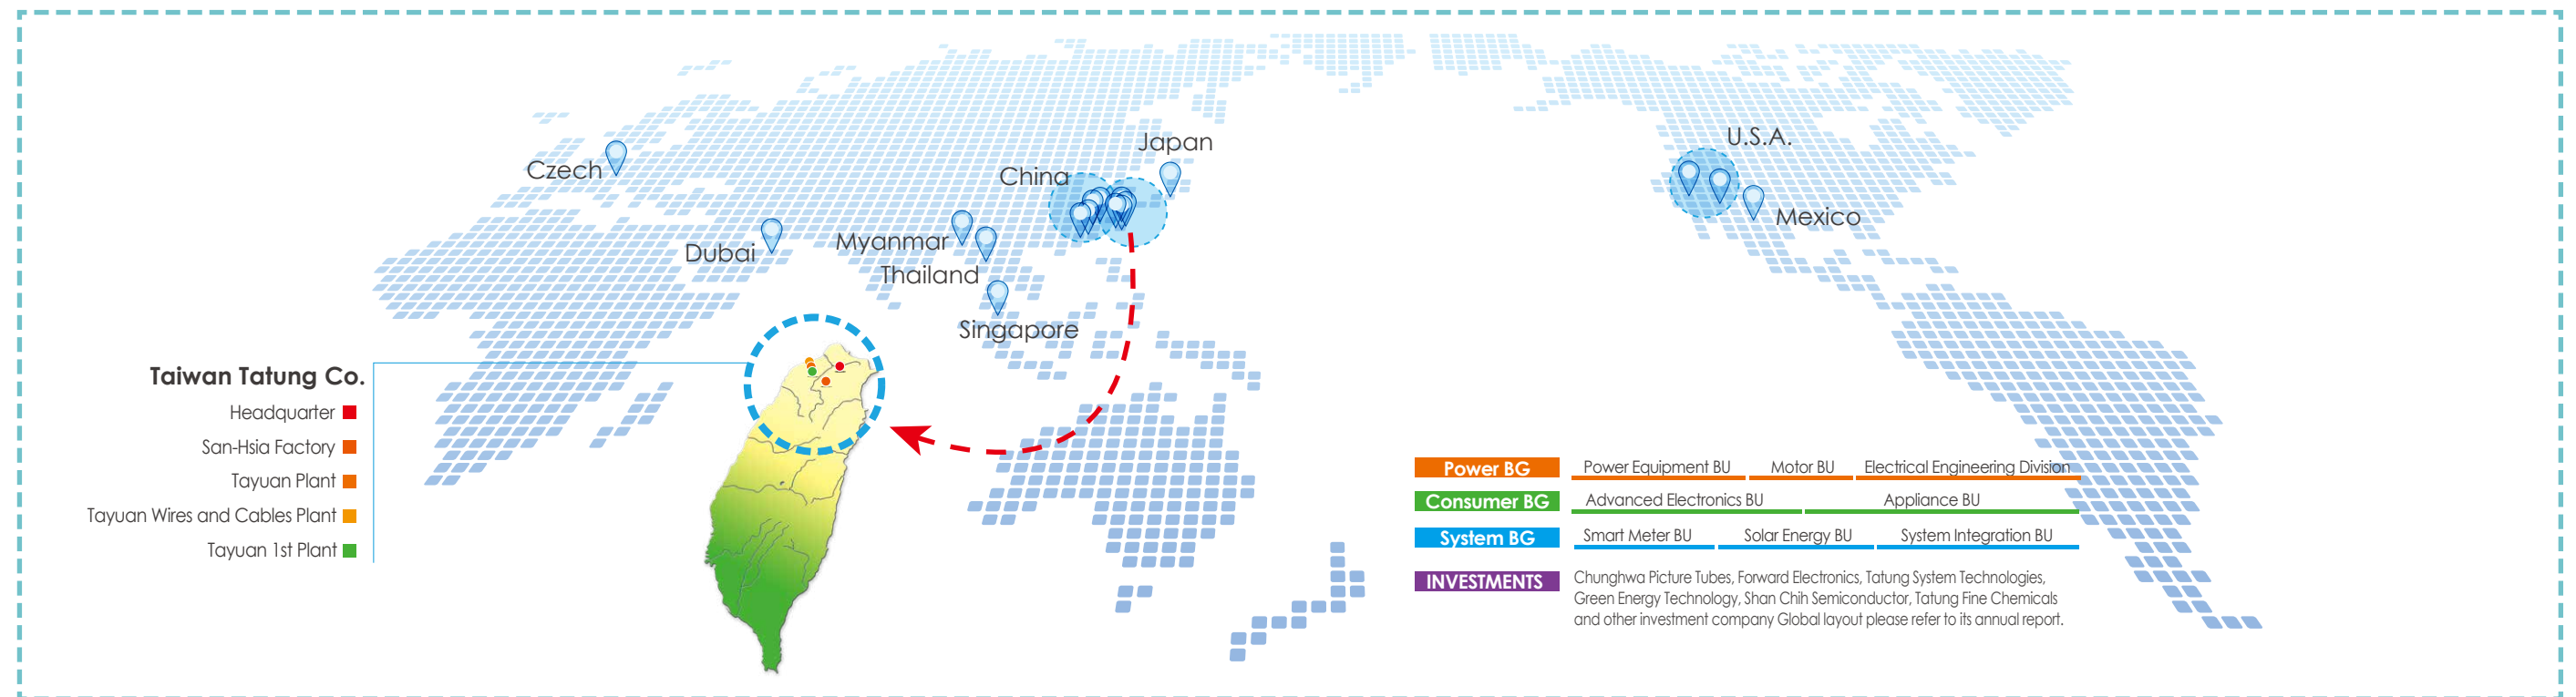 Japan
U.S.A.
Czech
China
Mexico
Myanmar
Dubai
Thailand
Singapore
Taiwan Tatung Co.
Headquarter
San-Hsia Factory
Tayuan Plant
Tayuan Wires and Cables Plant
Tayuan 1st Plant
Power BG Power Equipment BU Motor BU Electrical Engineering Division
Consumer BG Advanced Electronics BU Appliance BU
System BG Smart Meter BU Solar Energy BU System Integration BU
INVESTMENTS Chunghwa Picture Tubes, Forward Electronics, Tatung System Technologies,
Green Energy Technology, Shan Chih Semiconductor, Tatung Fine Chemicals
and other investment company Global layout please refer to its annual report.